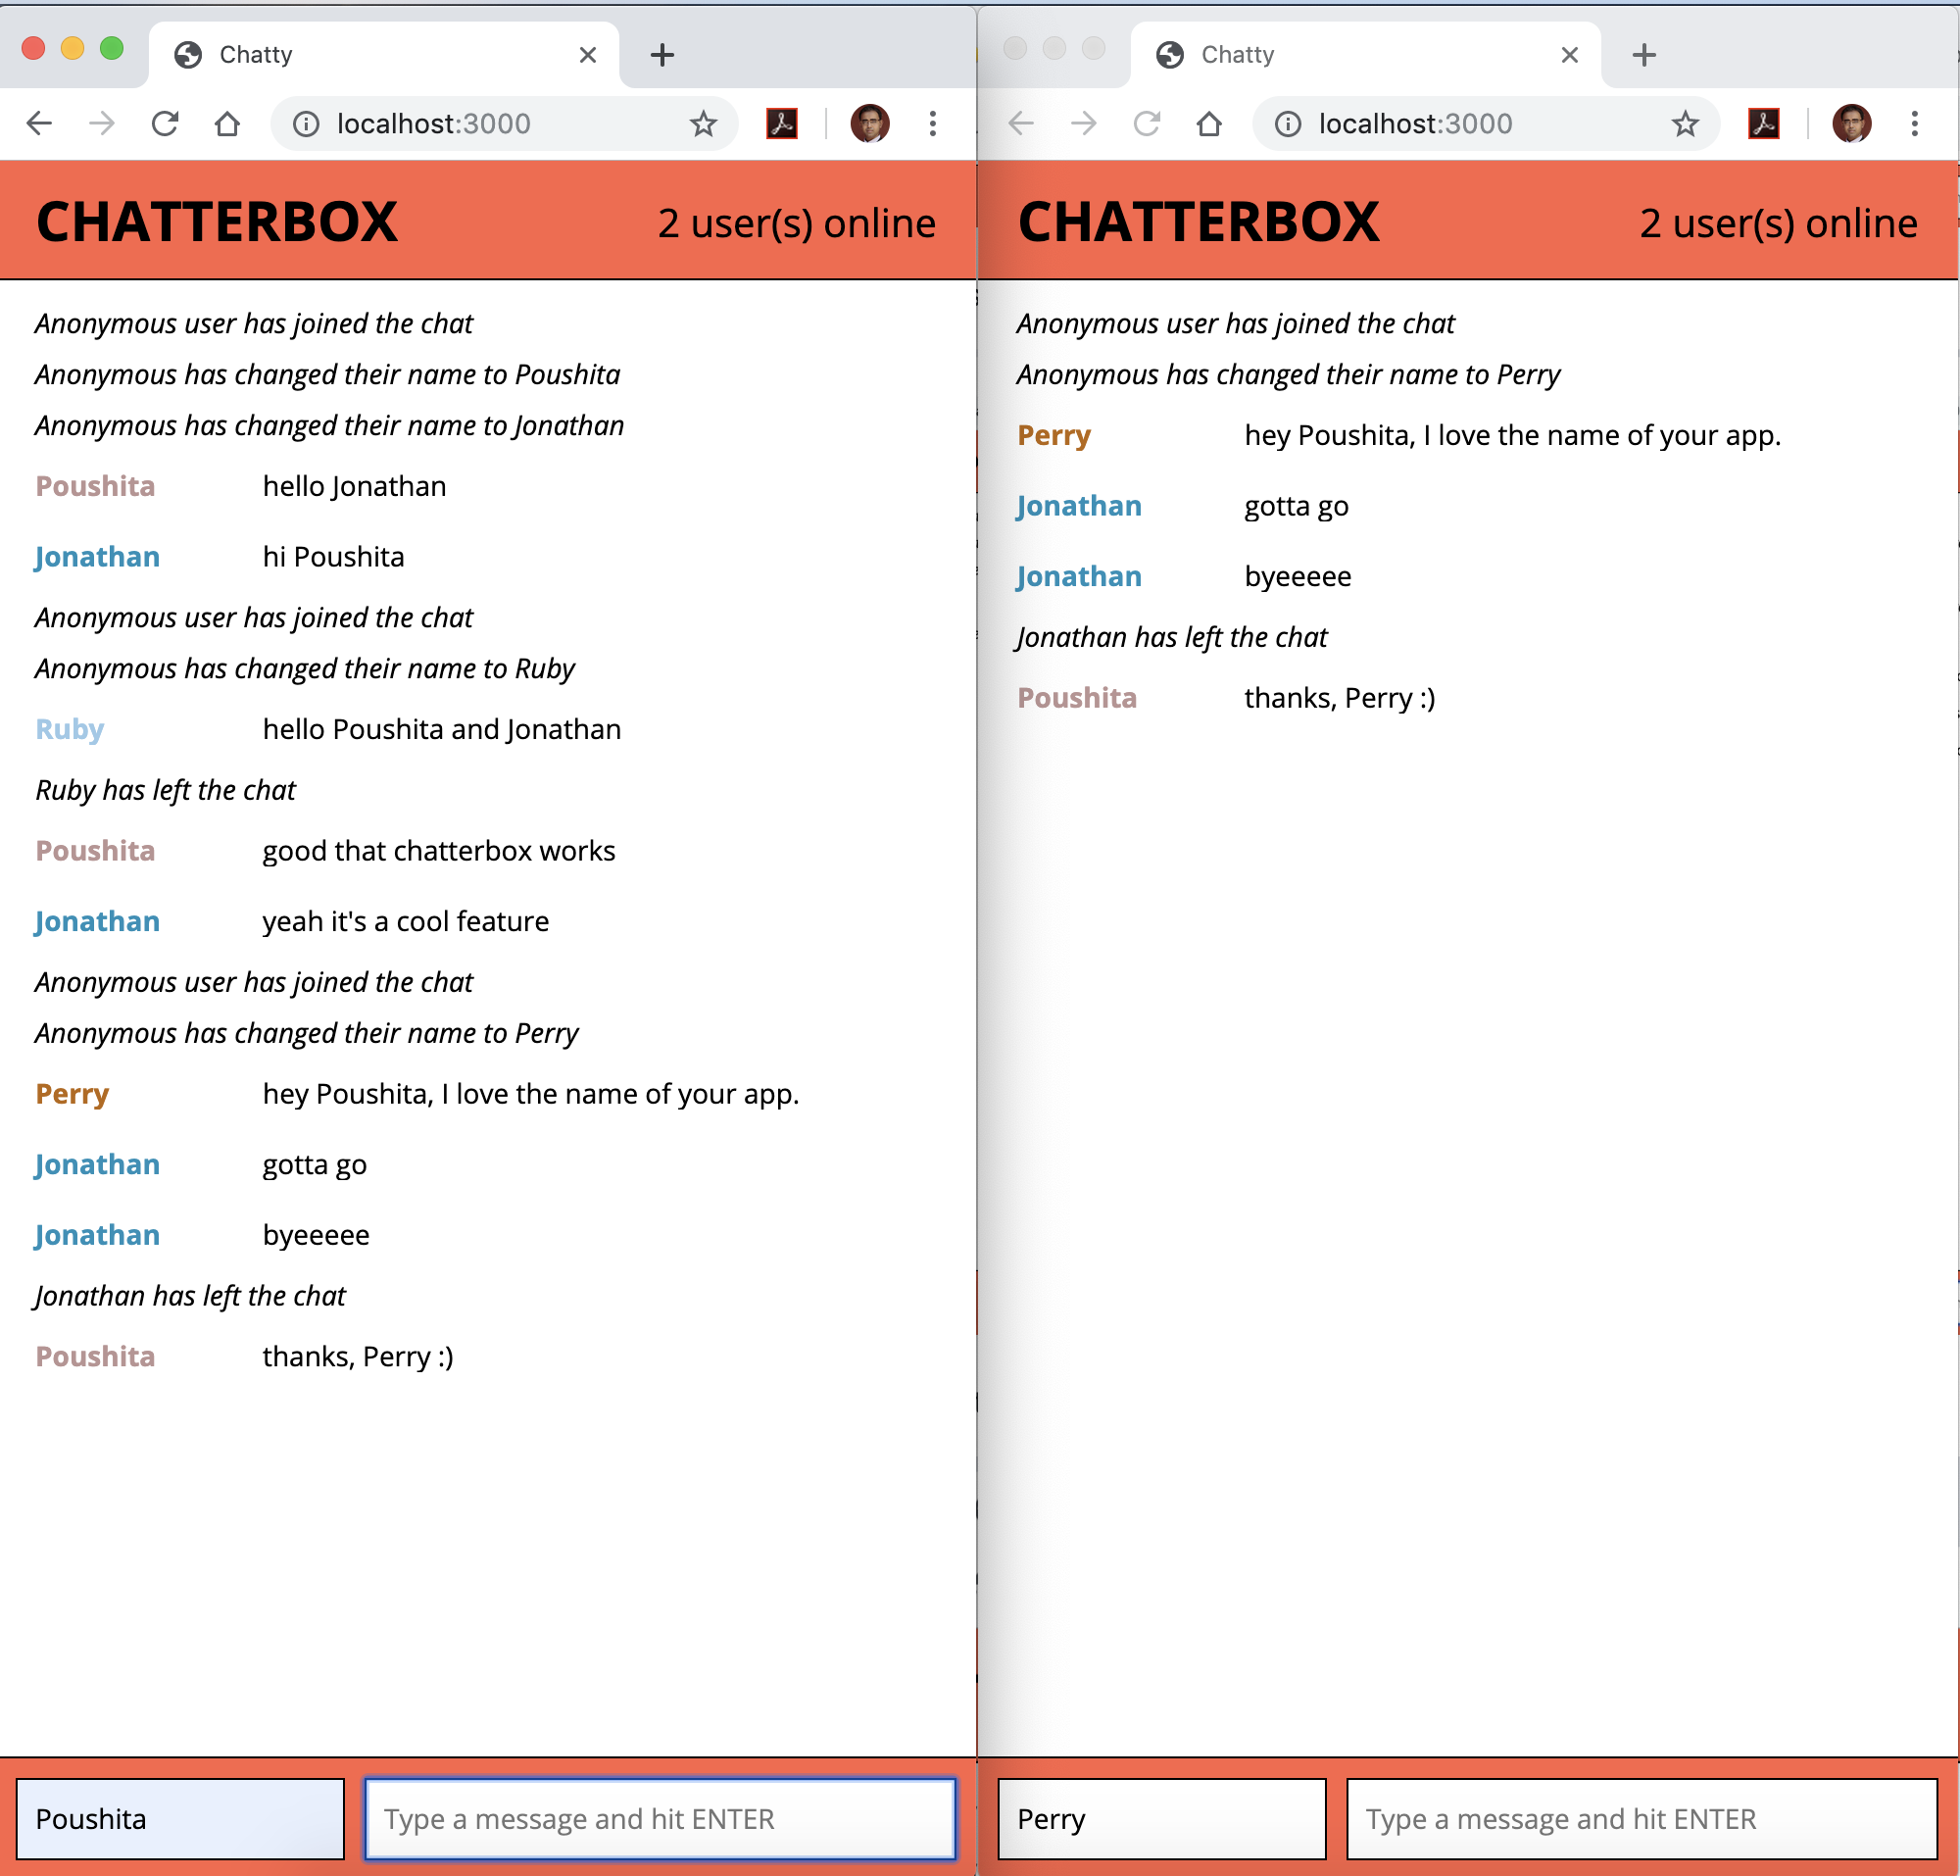 Chatty
localhost:3000
CHATTERBOX 2 user(s) online
Anonymous user has joined the chat
Anonymous has changed their name to Poushita
Anonymous has changed their name to Jonathan
Poushita hello Jonathan
Jonathan hi Poushita
Anonymous user has joined the chat
Anonymous has changed their name to Ruby
Ruby hello Poushita and Jonathan
Ruby has left the chat
Poushita good that chatterbox works
Jonathan yeah it's a cool feature
Anonymous user has joined the chat
Anonymous has changed their name to Perry
Perry hey Poushita, I love the name of your app.
Jonathan gotta go
Jonathan byeeeee
Jonathan has left the chat
Poushita thanks, Perry :)
Poushita Type a message and hit ENTER
Chatty
localhost:3000
CHATTERBOX 2 user(s) online
Anonymous user has joined the chat
Anonymous has changed their name to Perry
Perry hey Poushita, I love the name of your app.
Jonathan gotta go
Jonathan byeeeee
Jonathan has left the chat
Poushita thanks, Perry :)
Perry Type a message and hit ENTER